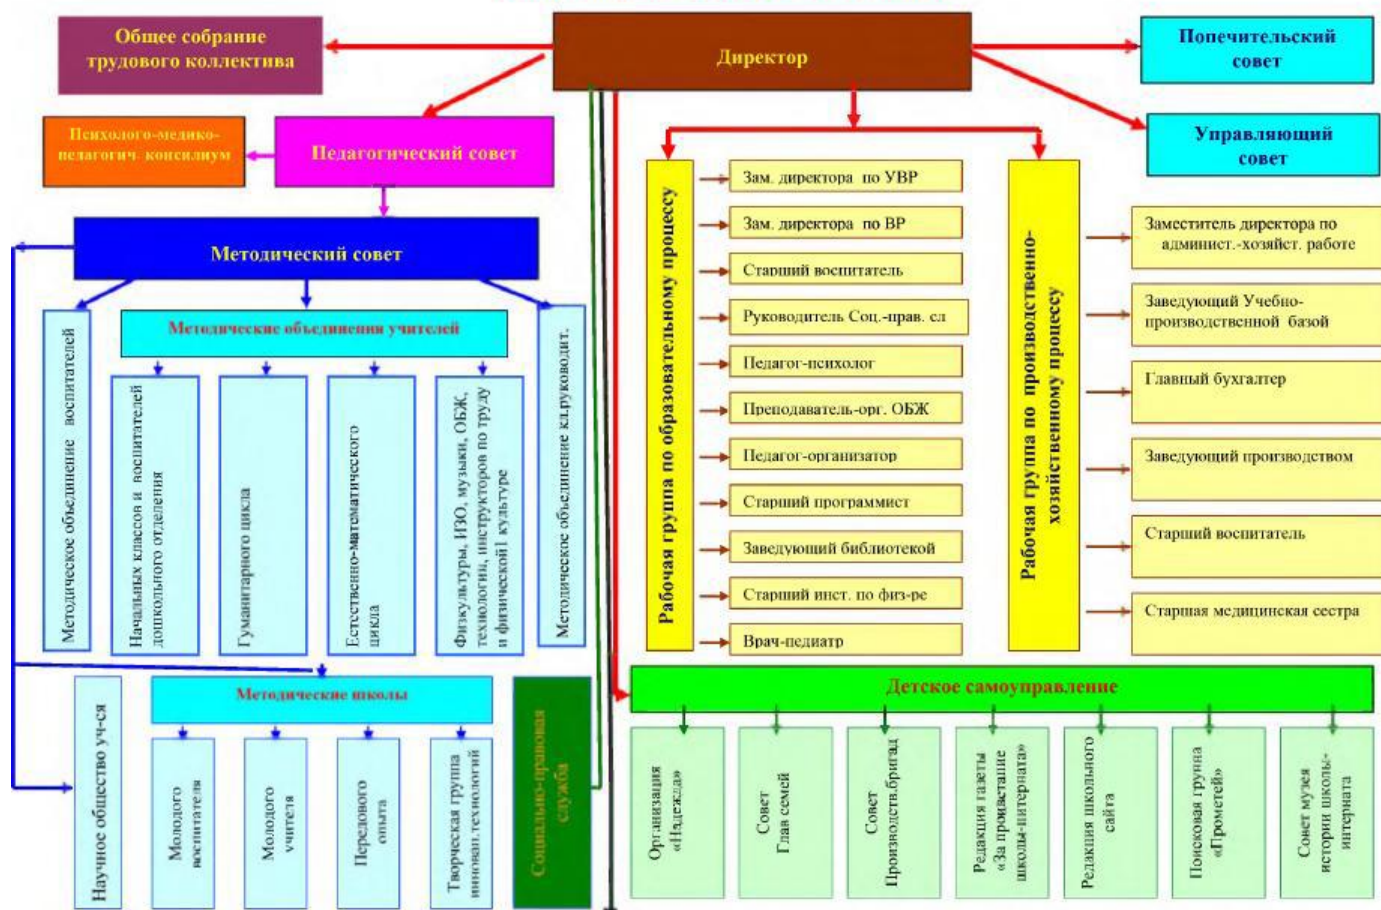 Общее собрание
трудового коллектива
Директор
Попечительский
совет
Психолого-медико-
педагогич. консилиум
Педагогический совет
Управляющий
совет
Методический совет
Методическое объединение воспитателей
Методические объединения учителей
Начальных классов и воспитателей
дошкольного отделения
Гуманитарного цикла
Естественно-математического
цикла
Физкультуры, ИЗО, музыки, ОБЖ,
технологии, инструкторов по труду
и физической культуре
Методическое объединение кл.руководит.
Рабочая группа по образовательному процессу
Зам. директора по УВР
Зам. директора по ВР
Старший воспитатель
Руководитель Соц.-прав. сл
Педагог-психолог
Преподаватель-орг. ОБЖ
Педагог-организатор
Старший программист
Заведующий библиотекой
Старший инст. по физ-ре
Врач-педиатр
Рабочая группа по производственно-
хозяйственному процессу
Заместитель директора по
админист.-хозяйст. работе
Заведующий Учебно-
производственной базой
Главный бухгалтер
Заведующий производством
Старший воспитатель
Старшая медицинская сестра
Научное общество уч-ся
Методические школы
Молодого
воспитателя
Молодого
учителя
Передового
опыта
Творческая группа
инновац.технологий
Социально-правовая
служба
Детское самоуправление
Организация
«Надежда»
Совет
Глав семей
Совет
Производств.бригад
Редакция газеты
«За процветание
школы-интерната»
Редакция школьного
сайта
Поисковая группа
«Прометей»
Совет музея
истории школы-
интерната